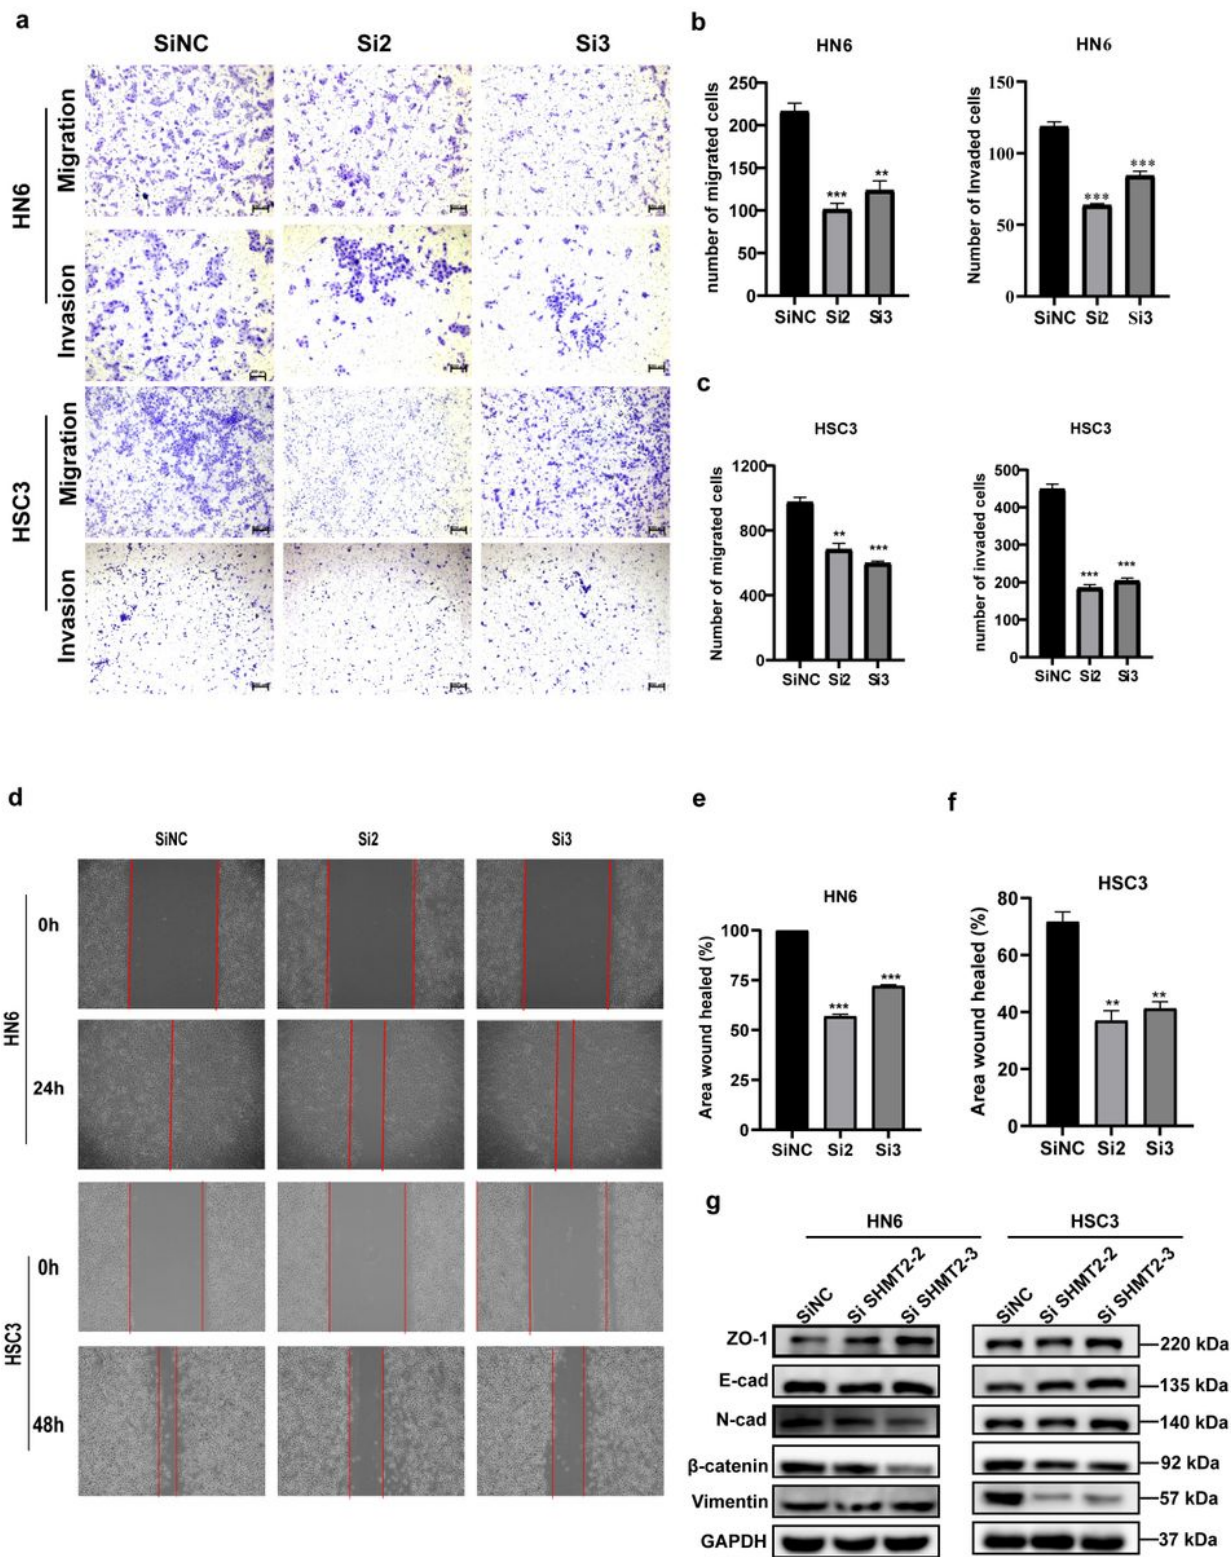 a
SiNC Si2 Si3
HN6
Migration
Invasion
HSC3
Migration
Invasion
b
HN6
number of migrated cells
250
200
150
100
50
0
*** **
SiNC Si2 Si3
HN6
Number of Invaded cells
150
100
50
0
*** ***
SiNC Si2 Si3
c
HSC3
Number of migrated cells
1200
800
400
0
** ***
SiNC Si2 Si3
HSC3
number of invaded cells
500
400
300
200
100
0
*** ***
SiNC Si2 Si3
d
SiNC Si2 Si3
HN6
0h
24h
HSC3
0h
48h
e
HN6
Area wound healed (%)
100
75
50
25
0
*** ***
SiNC Si2 Si3
f
HSC3
Area wound healed (%)
80
60
40
20
0
** **
SiNC Si2 Si3
g
HN6 HSC3
SiNC Si SHMT2-2 Si SHMT2-3 SiNC Si SHMT2-2 Si SHMT2-3
ZO-1 220 kDa
E-cad 135 kDa
N-cad 140 kDa
β-catenin 92 kDa
Vimentin 57 kDa
GAPDH 37 kDa